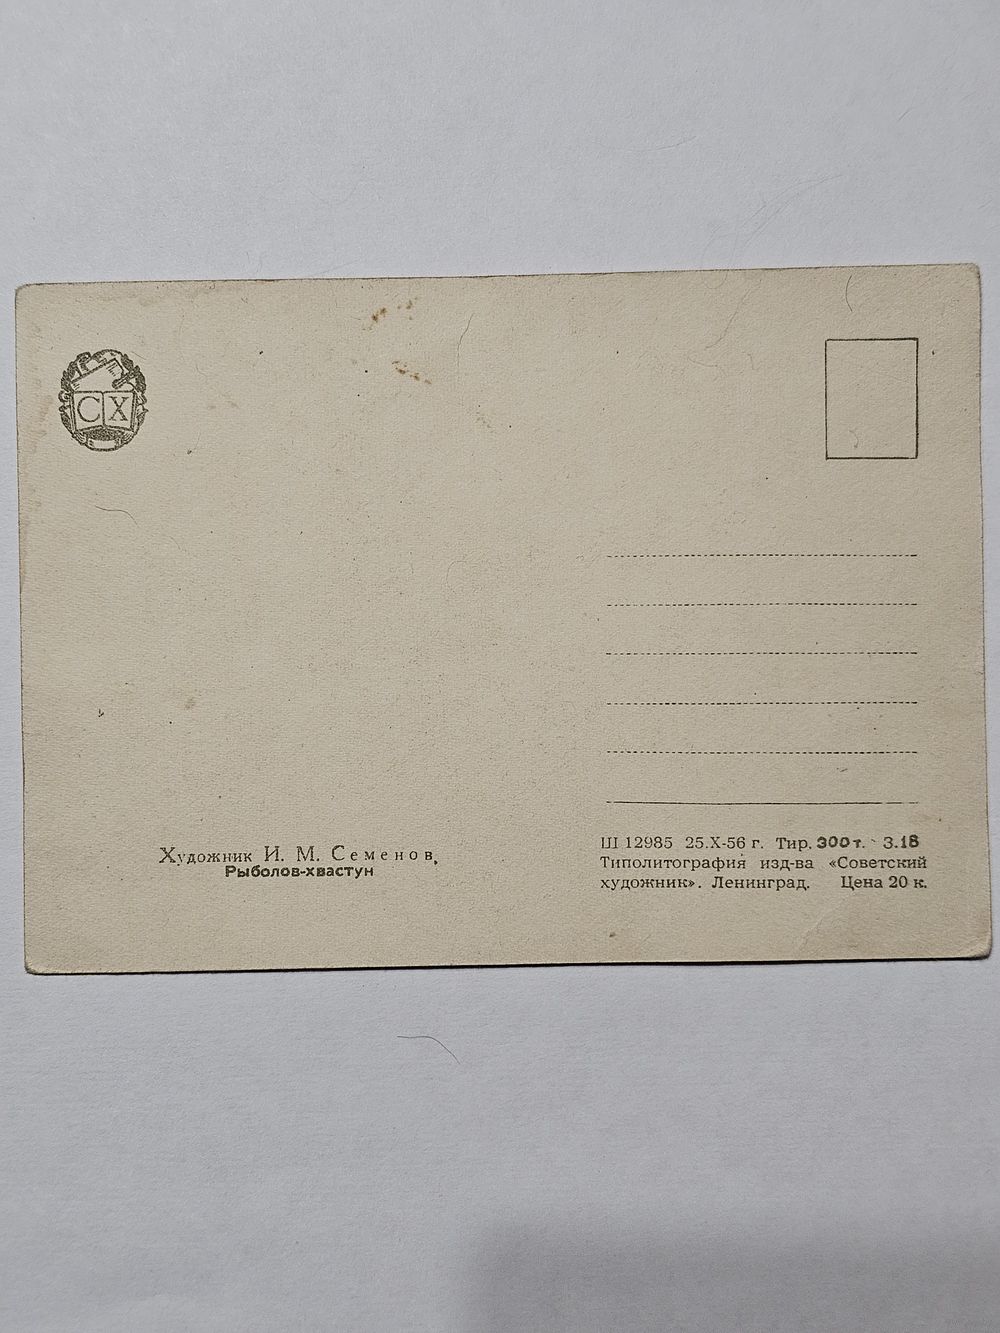 СХ
Художник И. М. Семенов,
Рыболов-хвастун
Ш 12985 25.X-56 г. Тир. 300 т. З.18
Типолитография изд-ва «Советский
художник». Ленинград. Цена 20 к.